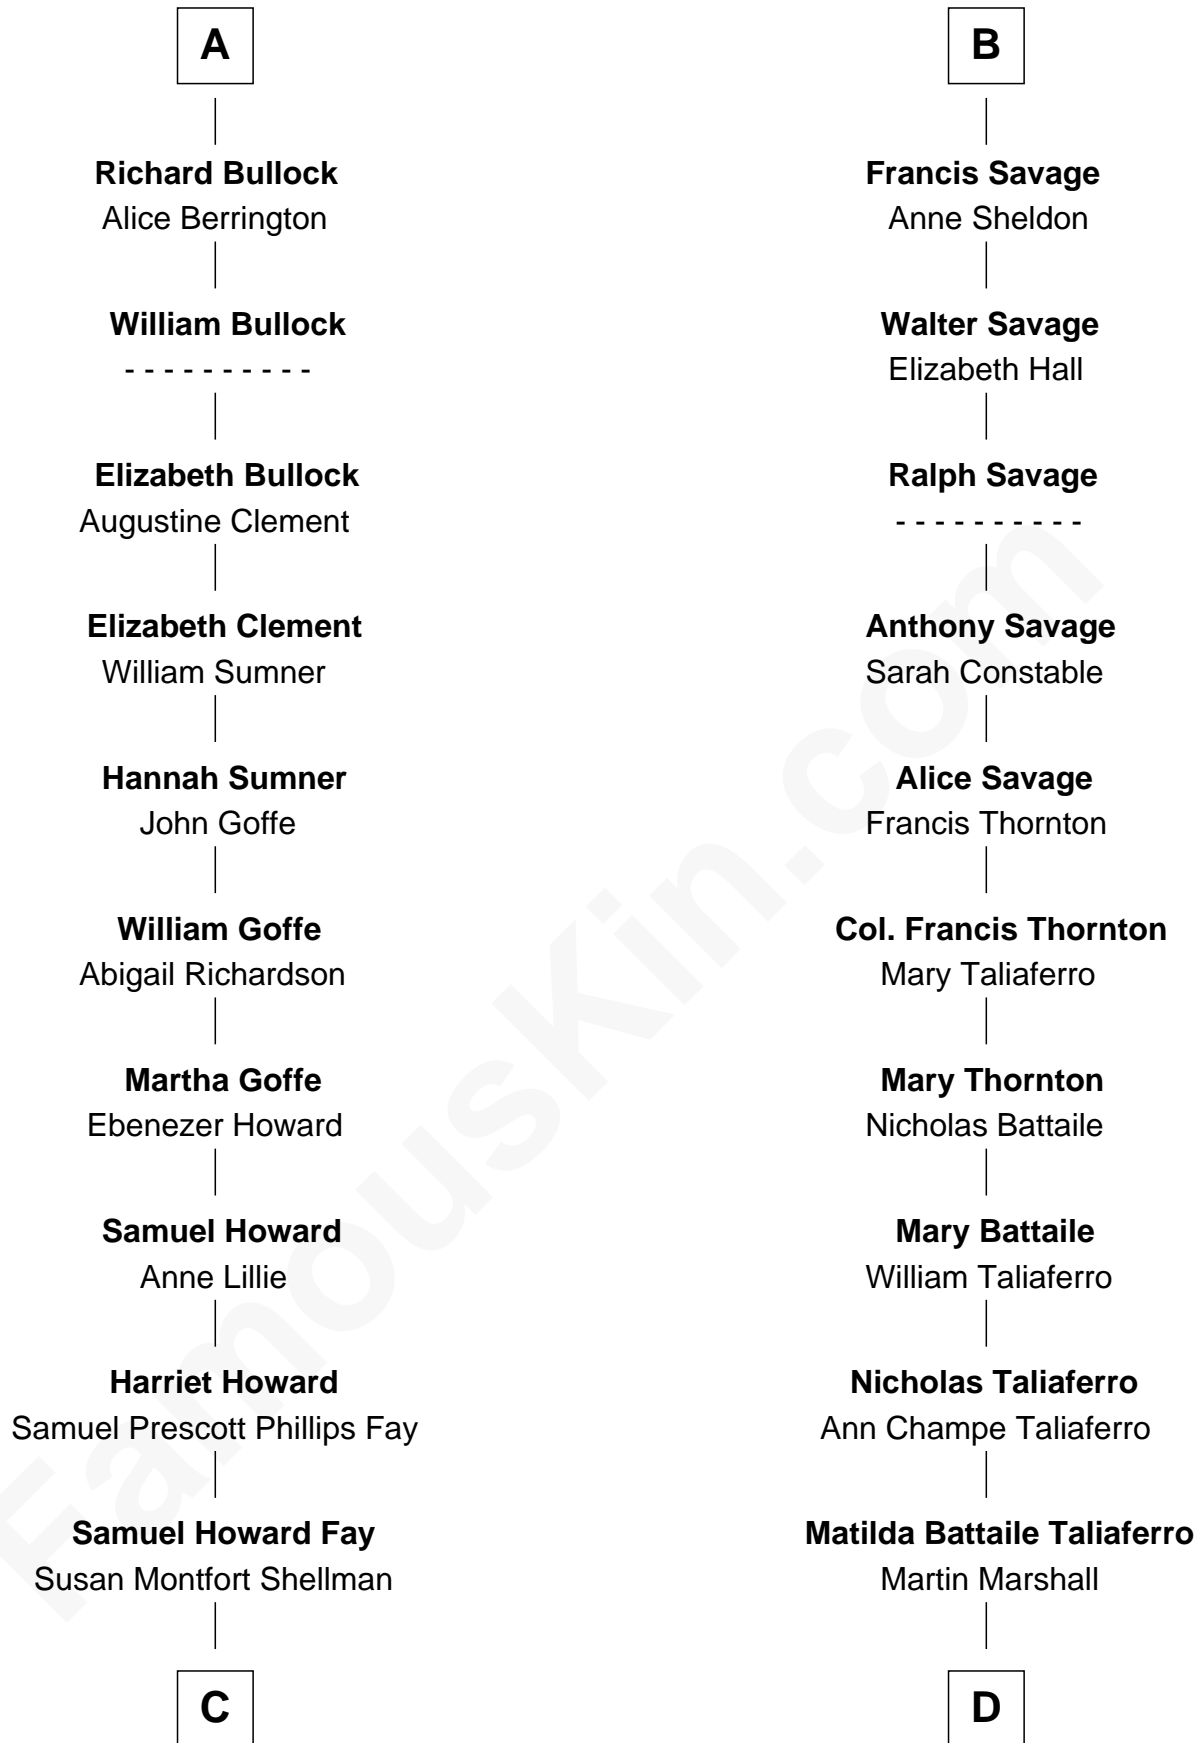 A
Richard Bullock
Alice Berrington
William Bullock
- - - - - - - - - -
Elizabeth Bullock
Augustine Clement
Elizabeth Clement
William Sumner
Hannah Sumner
John Goffe
William Goffe
Abigail Richardson
Martha Goffe
Ebenezer Howard
Samuel Howard
Anne Lillie
Harriet Howard
Samuel Prescott Phillips Fay
Samuel Howard Fay
Susan Montfort Shellman
C
B
Francis Savage
Anne Sheldon
Walter Savage
Elizabeth Hall
Ralph Savage
- - - - - - - - - -
Anthony Savage
Sarah Constable
Alice Savage
Francis Thornton
Col. Francis Thornton
Mary Taliaferro
Mary Thornton
Nicholas Battaile
Mary Battaile
William Taliaferro
Nicholas Taliaferro
Ann Champe Taliaferro
Matilda Battaile Taliaferro
Martin Marshall
D
FamousKin.com